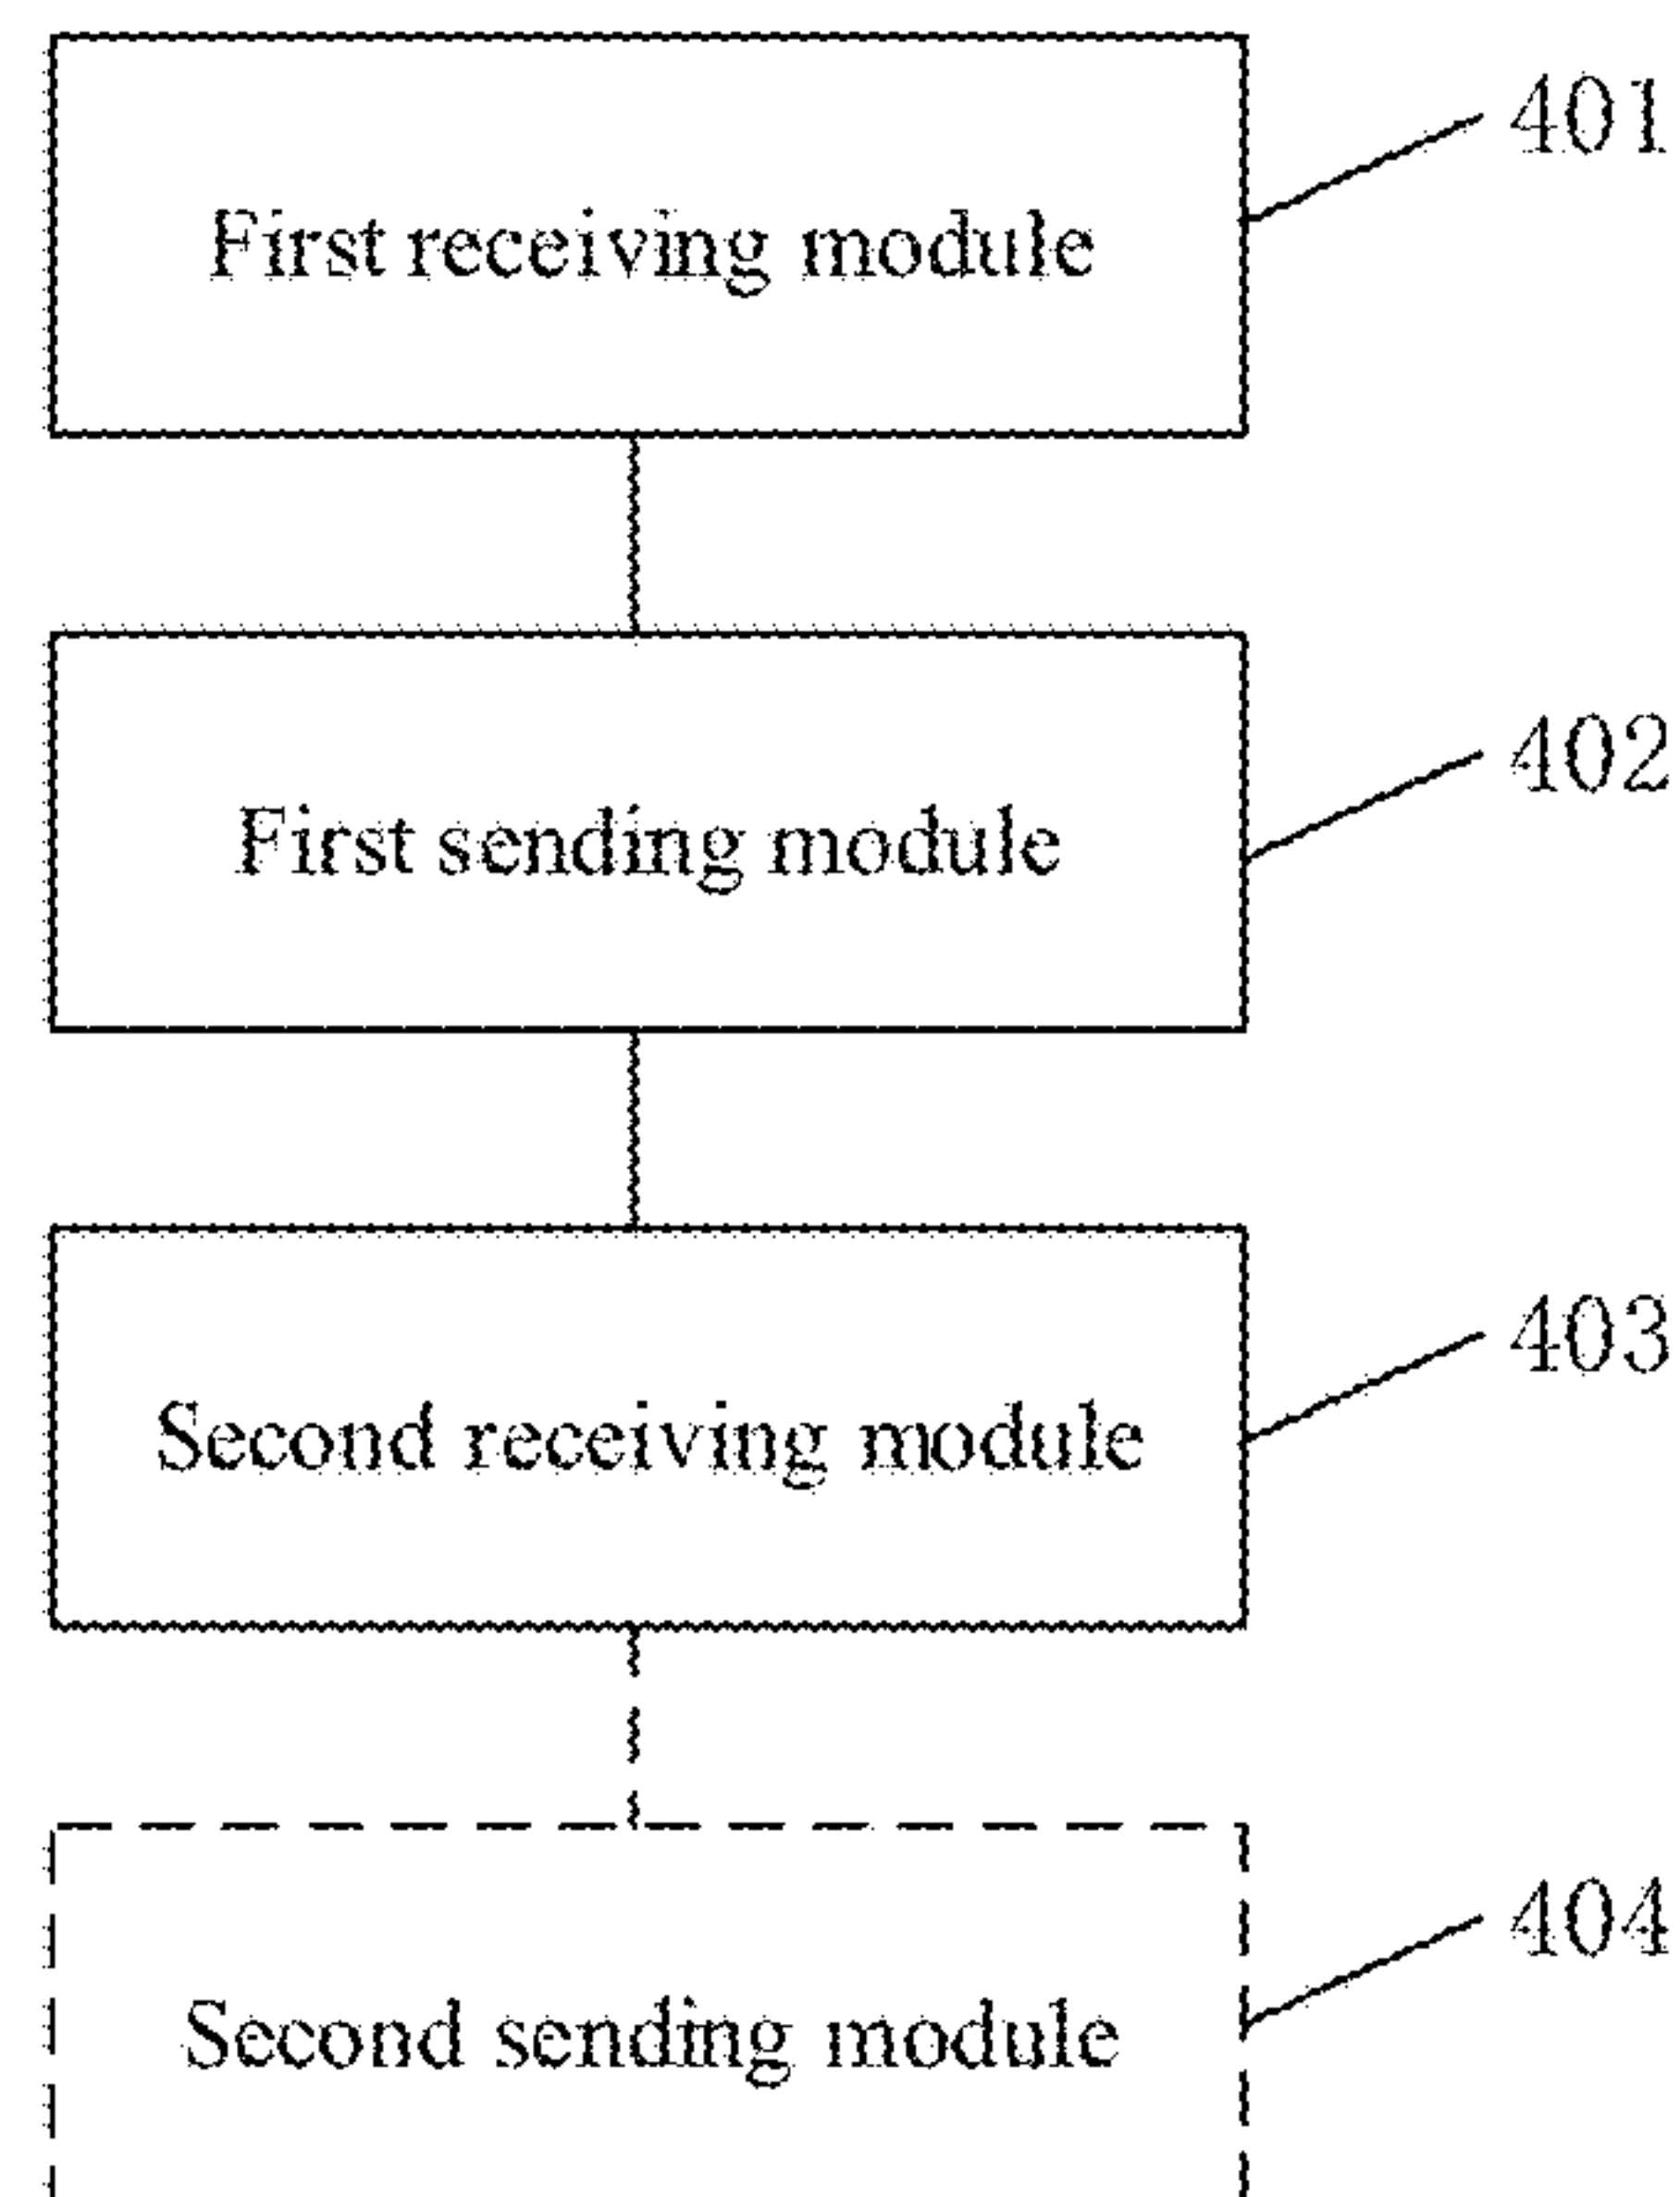 First receiving module
401
First sending module
402
Second receiving module
403
Second sending module
404